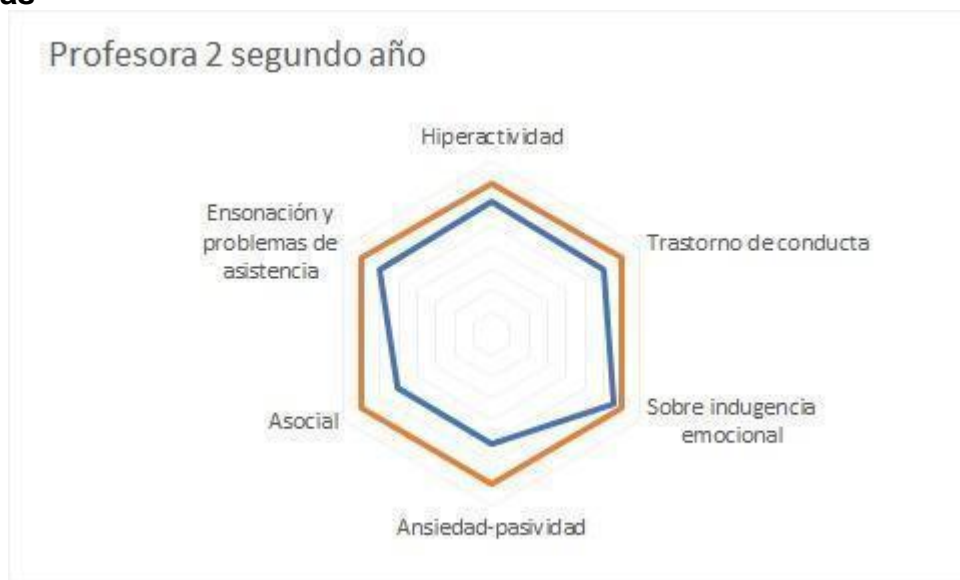 Profesora 2 segundo año
Hiperactividad
Ensonación y
problemas de
asistencia
Trastorno de conducta
Asocial
Sobre indugencia
emocional
Ansiedad-pasividad